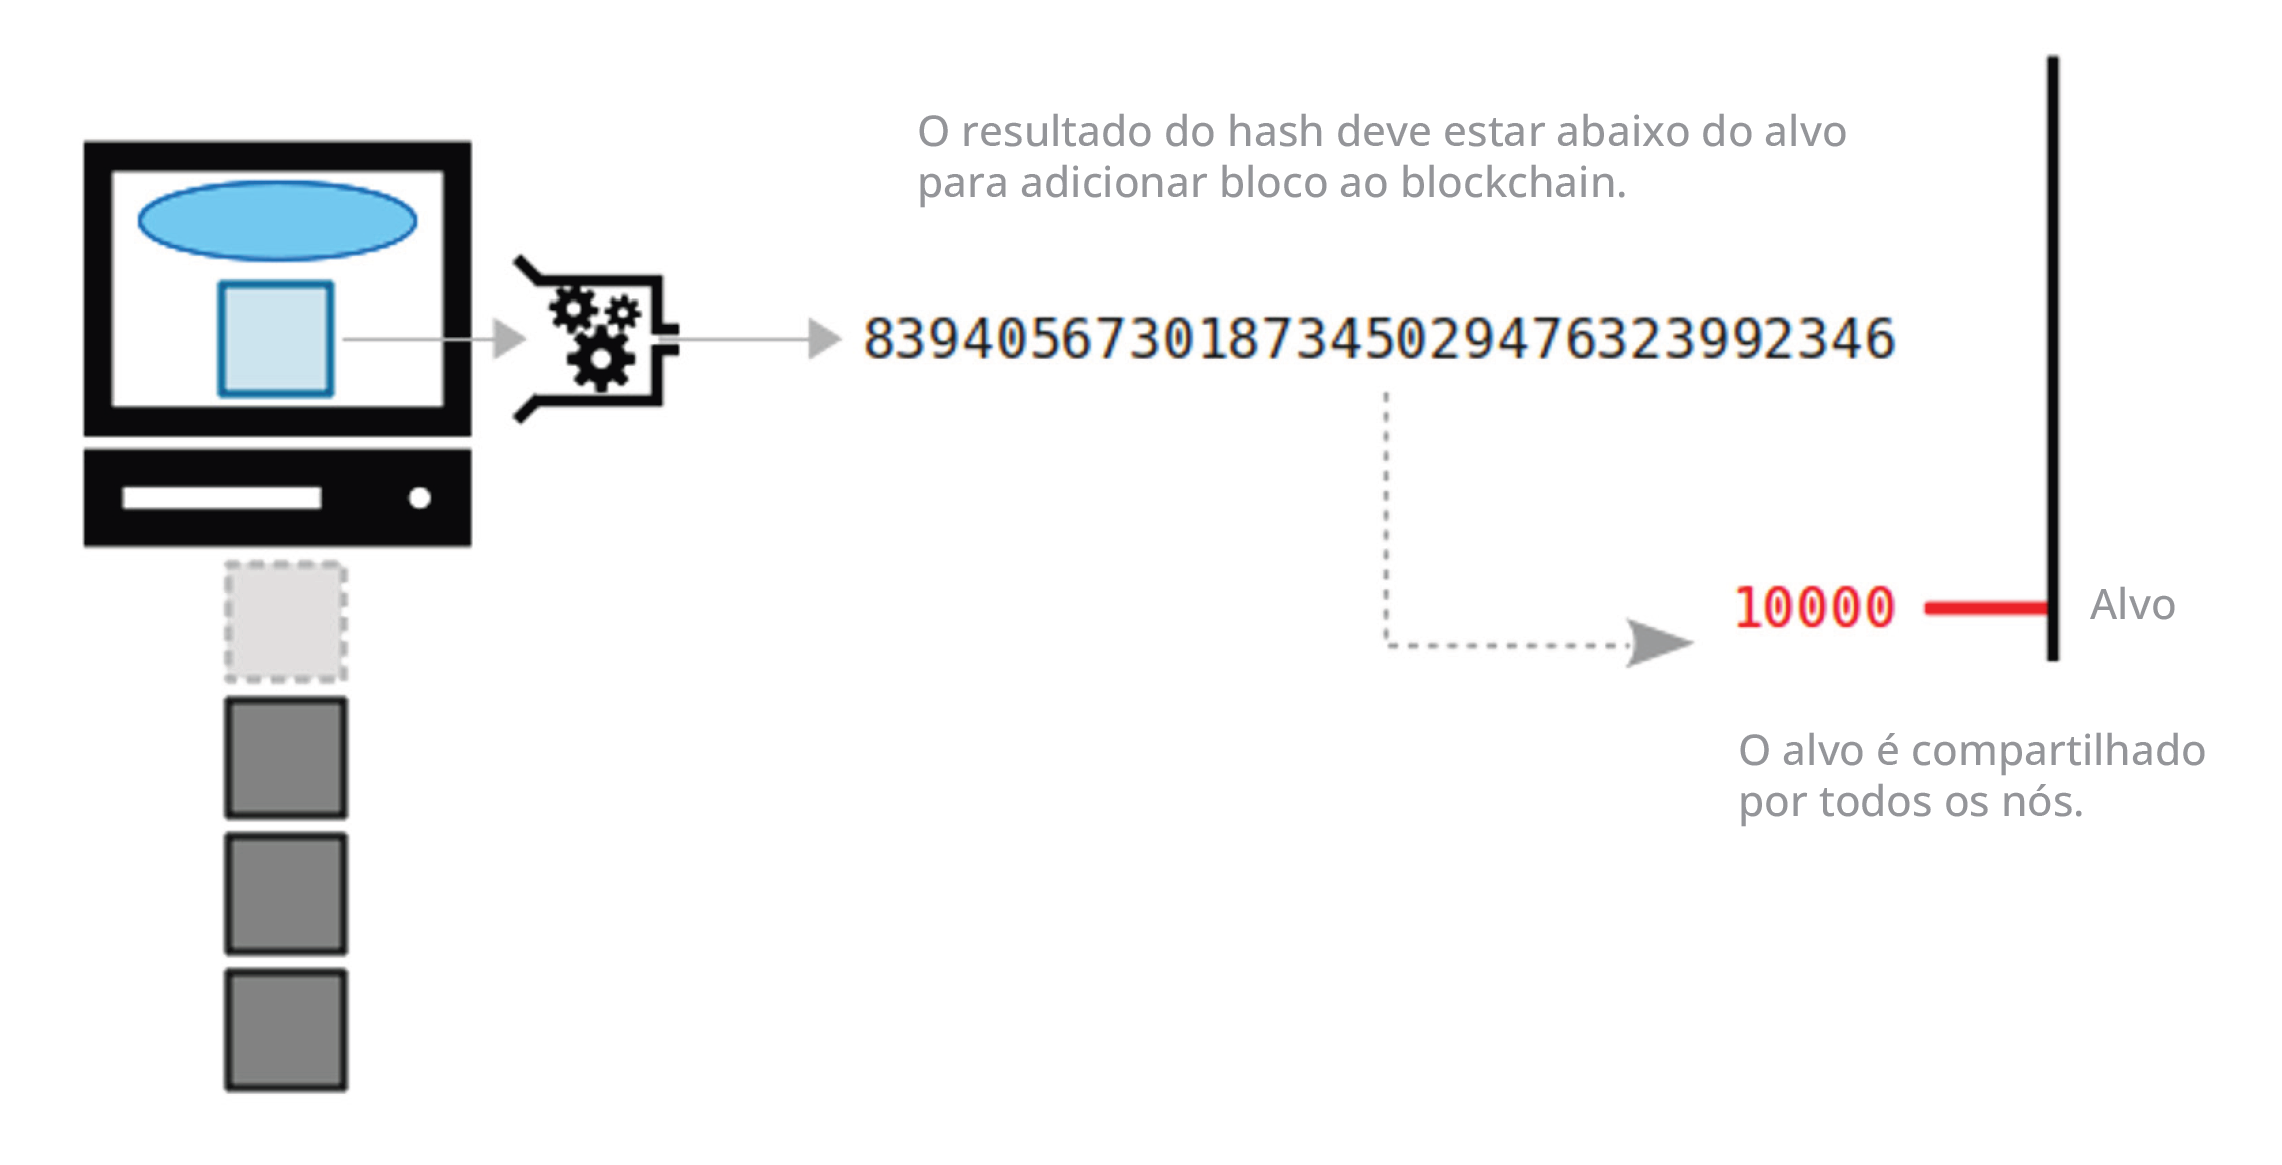 O resultado do hash deve estar abaixo do alvo
para adicionar bloco ao blockchain.
8394056730187345029476323992346
10000
Alvo
O alvo é compartilhado
por todos os nós.